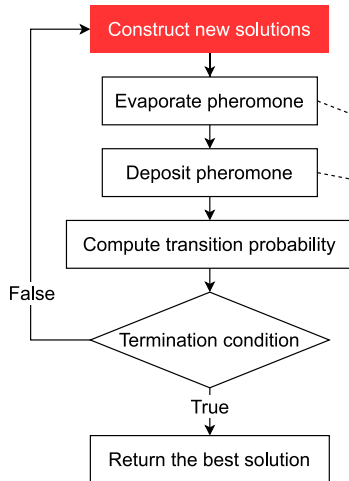 Construct new solutions
Evaporate pheromone
Deposit pheromone
Compute transition probability
False
Termination condition
True
Return the best solution